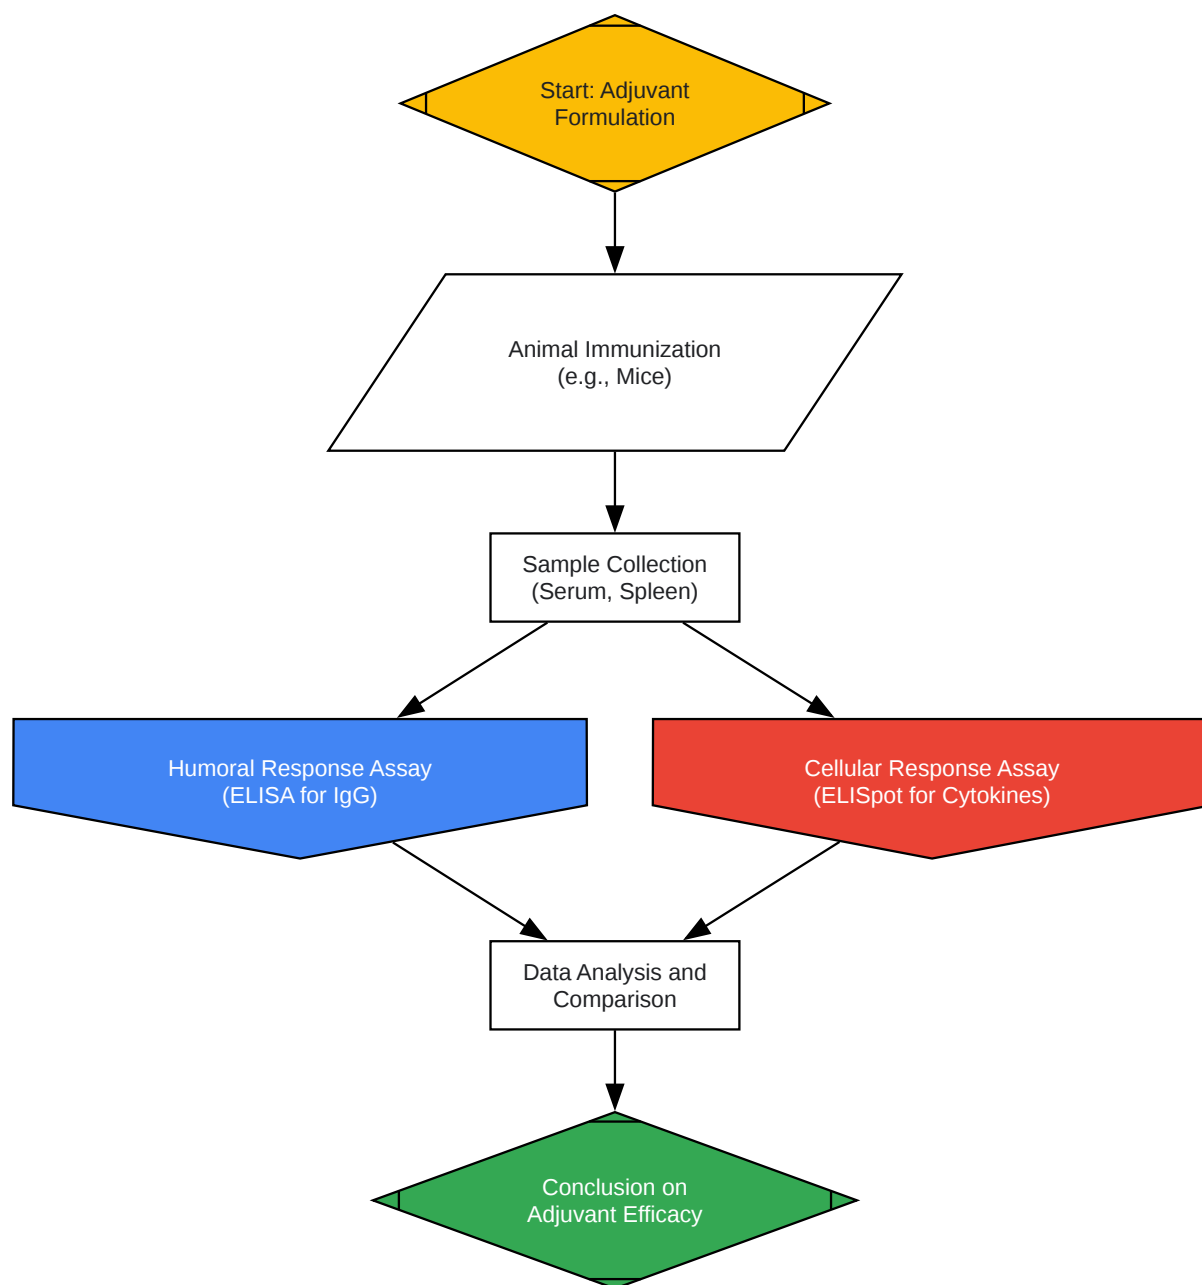 Start: Adjuvant
Formulation
Animal Immunization
(e.g., Mice)
Sample Collection
(Serum, Spleen)
Humoral Response Assay
(ELISA for IgG)
Cellular Response Assay
(ELISpot for Cytokines)
Data Analysis and
Comparison
Conclusion on
Adjuvant Efficacy